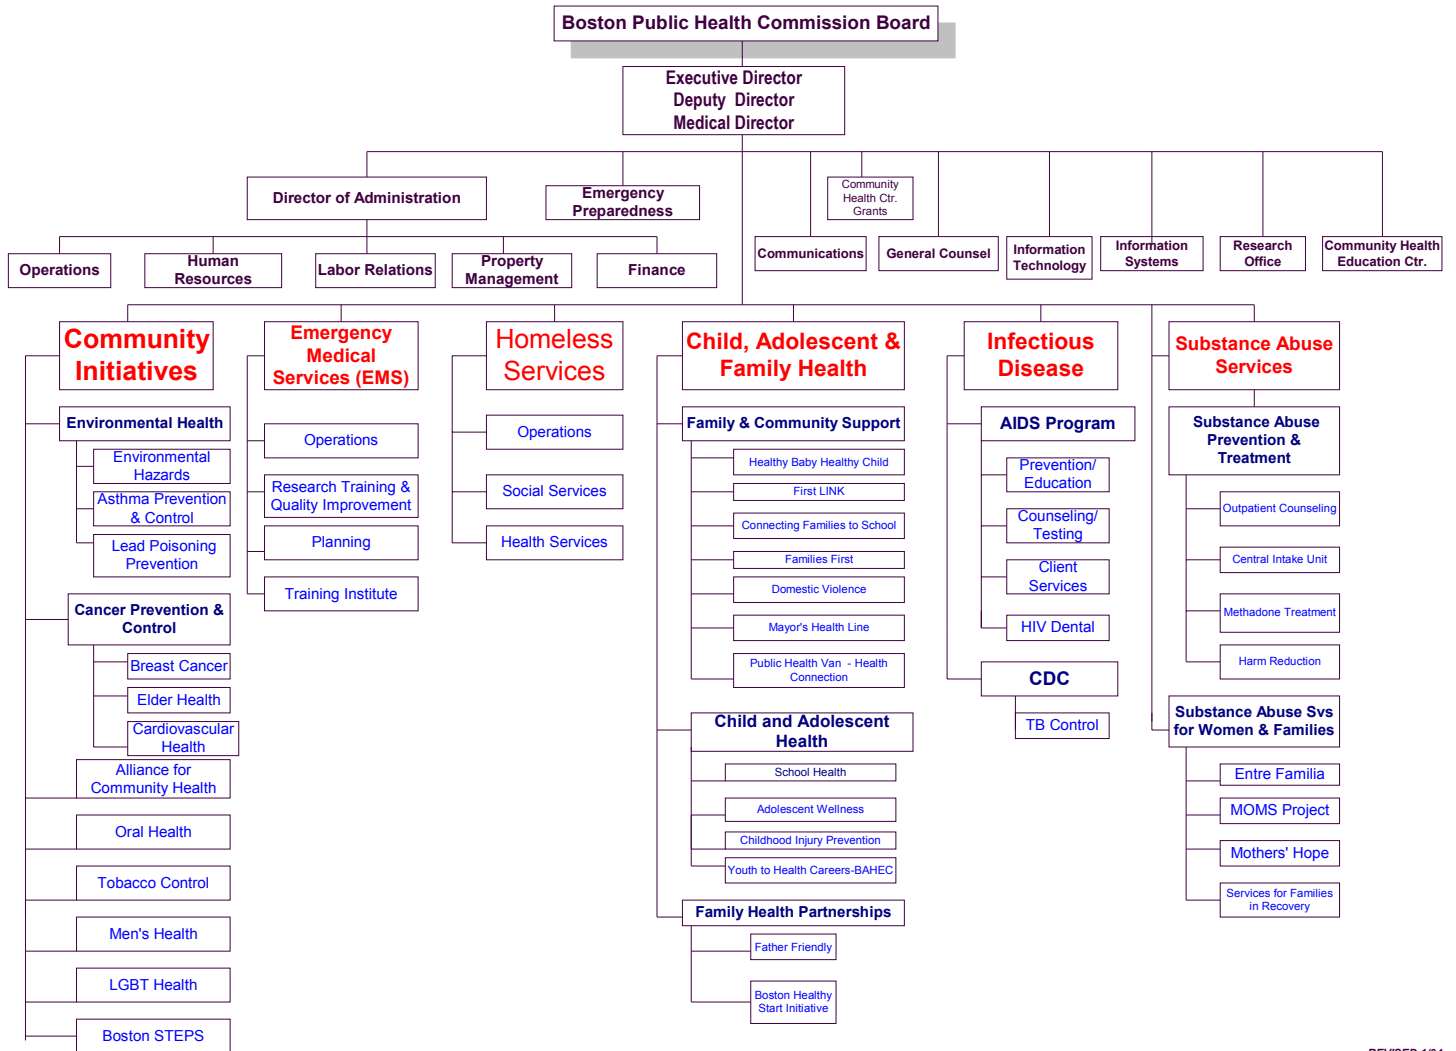 Boston Public Health Commission Board
Executive Director
Deputy Director
Medical Director
Director of Administration
Emergency
Preparedness
Community
Health Ctr.
Grants
Operations
Human
Resources
Labor Relations
Property
Management
Finance
Communications
General Counsel
Information
Technology
Information
Systems
Research
Office
Community Health
Education Ctr.
Community
Initiatives
Environmental Health
Environmental
Hazards
Asthma Prevention
& Control
Lead Poisoning
Prevention
Cancer Prevention &
Control
Breast Cancer
Elder Health
Cardiovascular
Health
Alliance for
Community Health
Oral Health
Tobacco Control
Men's Health
LGBT Health
Boston STEPS
Emergency
Medical
Services (EMS)
Operations
Research Training &
Quality Improvement
Planning
Training Institute
Homeless
Services
Operations
Social Services
Health Services
Child, Adolescent &
Family Health
Family & Community Support
Healthy Baby Healthy Child
First LINK
Connecting Families to School
Families First
Domestic Violence
Mayor's Health Line
Public Health Van - Health
Connection
Child and Adolescent
Health
School Health
Adolescent Wellness
Childhood Injury Prevention
Youth to Health Careers-BAHEC
Family Health Partnerships
Father Friendly
Boston Healthy
Start Initiative
Infectious
Disease
AIDS Program
Prevention/
Education
Counseling/
Testing
Client
Services
HIV Dental
CDC
TB Control
Substance Abuse
Services
Substance Abuse
Prevention &
Treatment
Outpatient Counseling
Central Intake Unit
Methadone Treatment
Harm Reduction
Substance Abuse Svs
for Women & Families
Entre Familia
MOMS Project
Mothers' Hope
Services for Families
in Recovery
REVISED